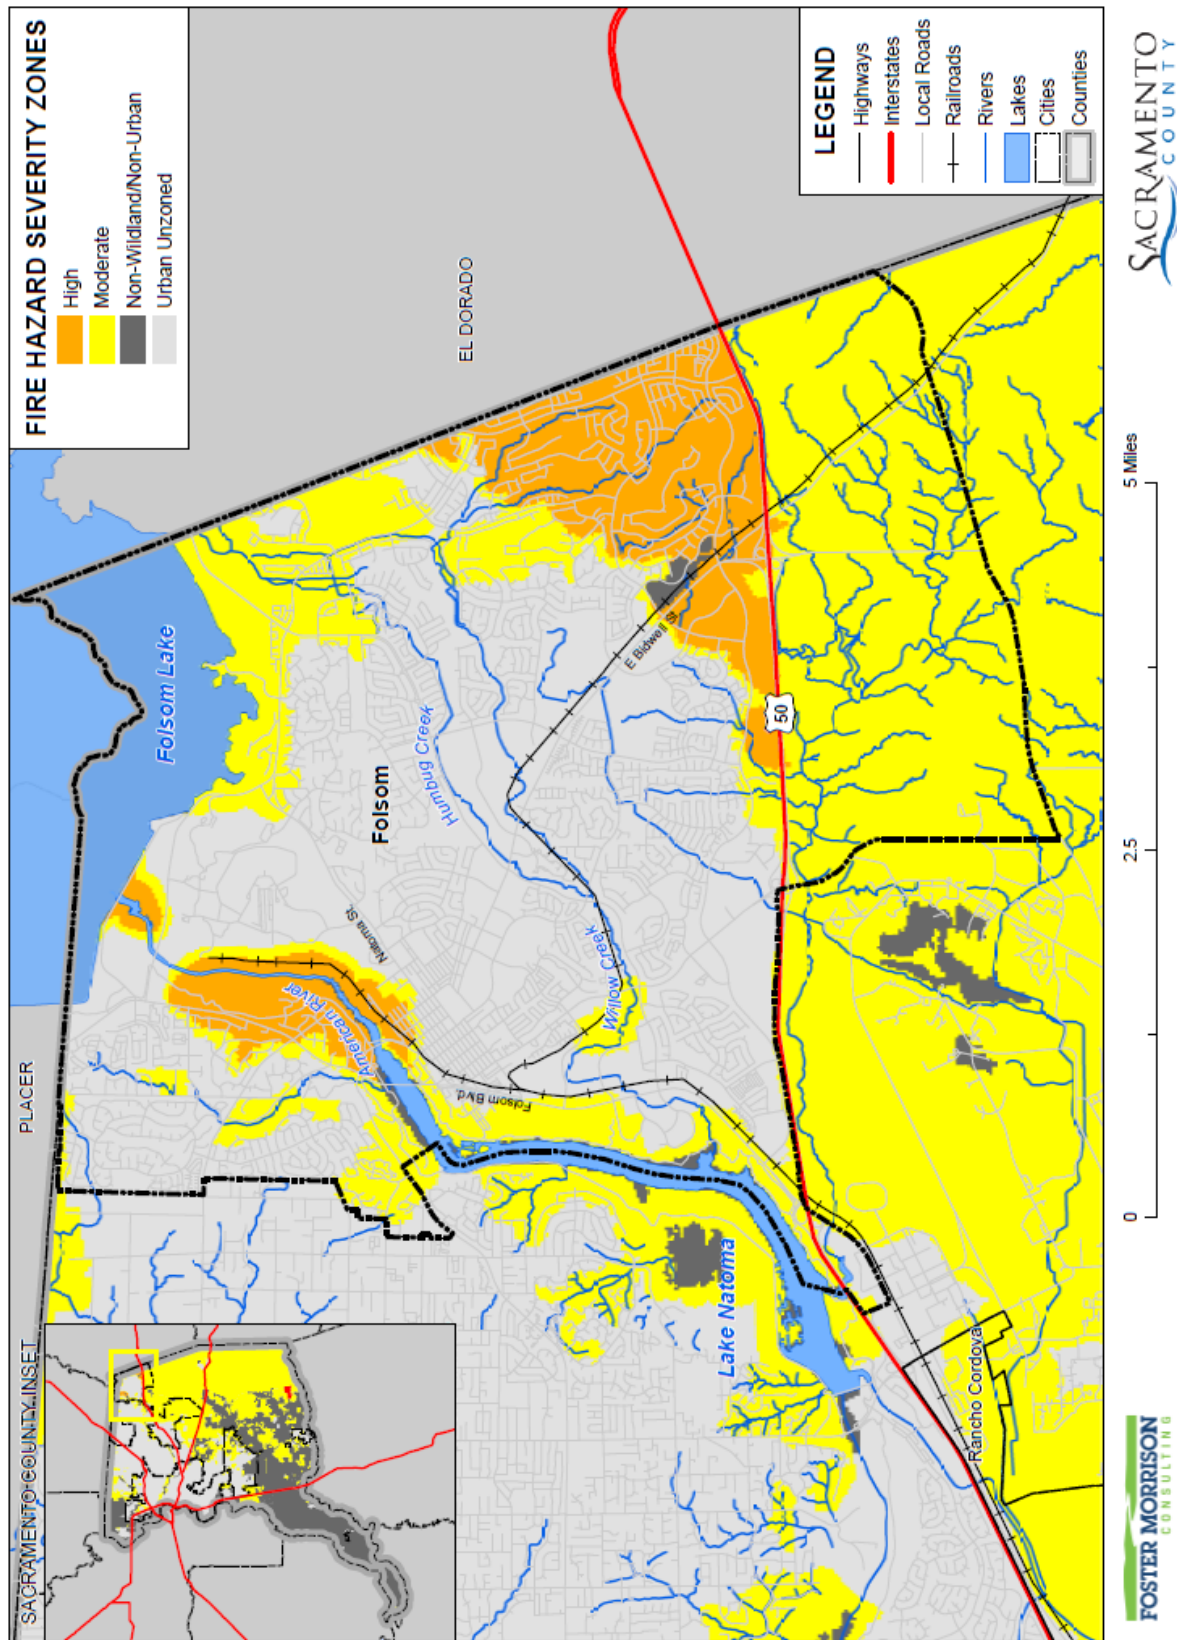 SACRAMENTO COUNTY INSET
PLACER
EL DORADO
FIRE HAZARD SEVERITY ZONES
High
Moderate
Non-Wildland/Non-Urban
Urban Unzoned
Folsom Lake
American River
Natoma St.
Folsom
Humbug Creek
Folsom Blvd.
Willow Creek
E Bidwell St
Lake Natoma
50
Rancho Cordova
LEGEND
Highways
Interstates
Local Roads
Railroads
Rivers
Lakes
Cities
Counties
FOSTER MORRISON
CONSULTING
0
2.5
5 Miles
SACRAMENTO
COUNTY